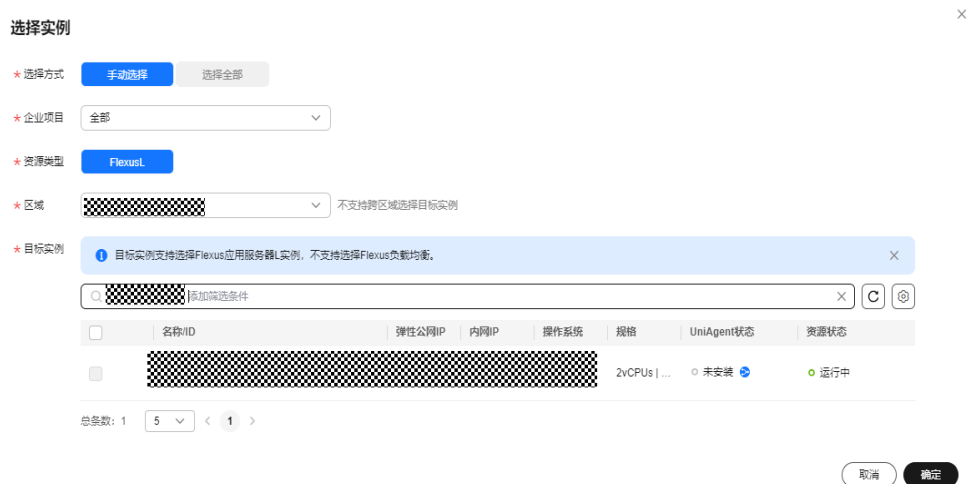 选择实例
* 选择方式 手动选择 选择全部
* 企业项目 全部
* 资源类型 FlexusL
* 区域 不支持跨区域选择目标实例
* 目标实例 目标实例支持选择Flexus应用服务器L实例，不支持选择Flexus负载均衡。
添加筛选条件
名称/ID 弹性公网IP 内网IP 操作系统 规格 UniAgent状态 资源状态
2vCPUs | ... 未安装 运行中
总条数：1 5 1
取消 确定